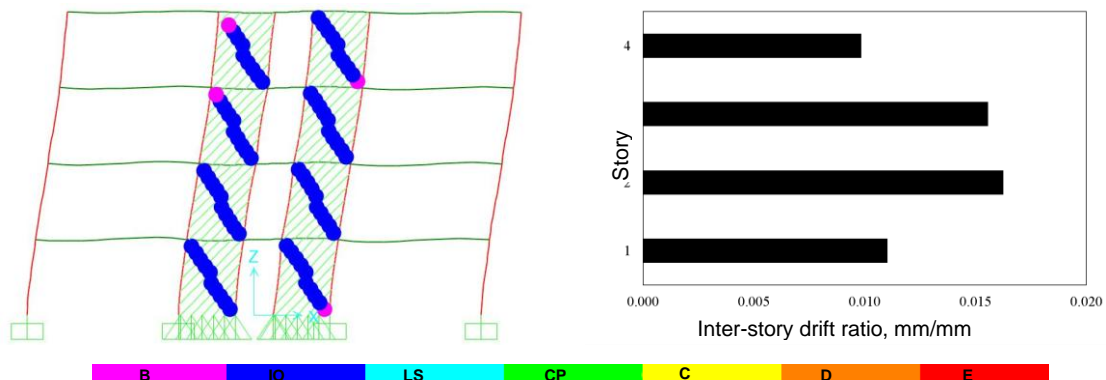 Z
X
4
Story
2
1
0.000 0.005 0.010 0.015 0.020
Inter-story drift ratio, mm/mm
B IO LS CP C D E